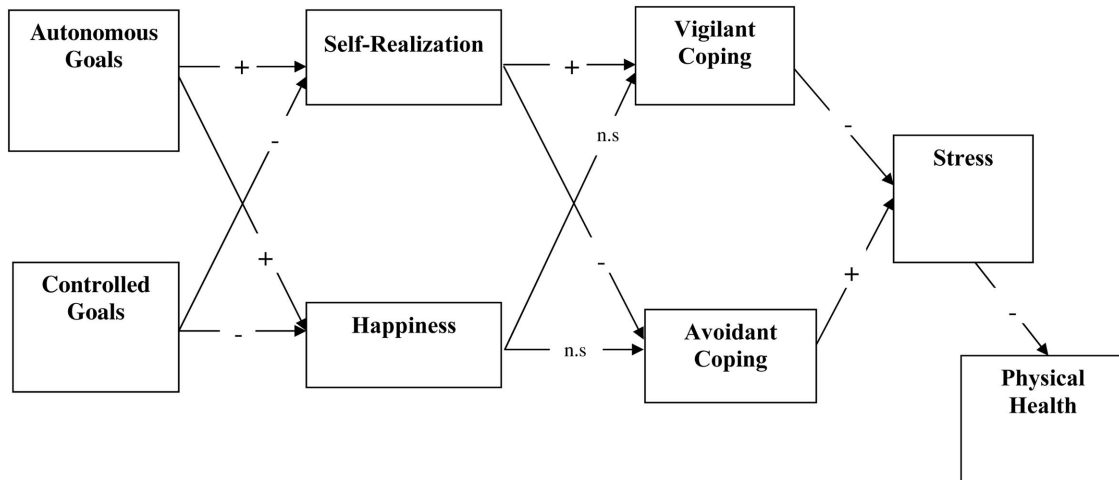 Autonomous
Goals
+
Self-Realization
+
Vigilant
Coping
-
n.s
-
Stress
+
-
+
Controlled
Goals
-
Happiness
n.s
Avoidant
Coping
-
Physical
Health